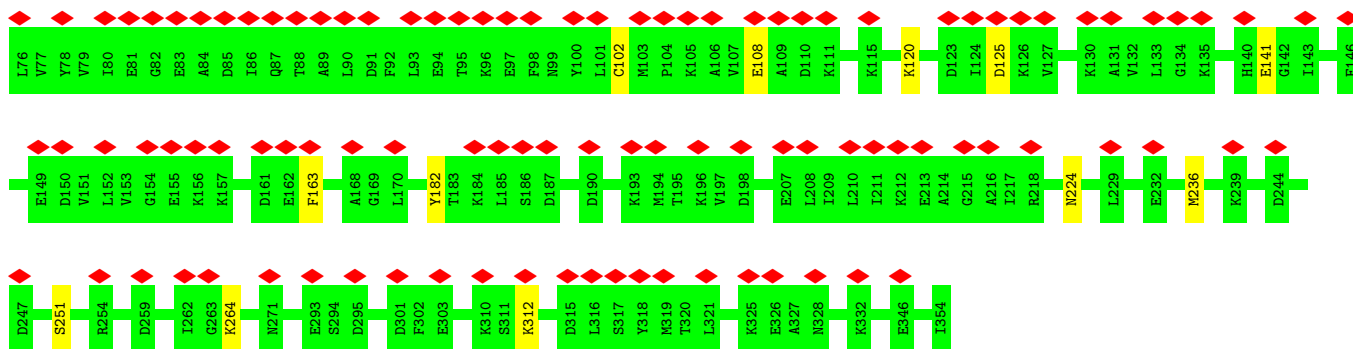 L76 V77 Y78 V79 I80 E81 G82 E83 A84 D85 I86 Q87 T88 A89 L90 D91 F92 L93 E94 T95 K96 E97 F98 N99 Y100 L101 C102 M103 P104 K105 A106 V107 E108 A109 D110 K111 K115 K120 D123 I124 D125 K126 V127 K130 A131 V132 L133 G134 K135 H140 E141 G142 I143
E149 D150 V151 L152 V153 G154 E155 K156 K157 D161 E162 F163 A168 G169 L170 Y182 T183 K184 L185 S186 D187 D190 K193 M194 T195 K196 V197 D198 E207 L208 I209 L210 I211 K212 E213 A214 G215 A216 I217 R218 N224 L229 E232 M236 K239 D244
D247 S251 R254 D259 I262 G263 K264 N271 E293 S294 D295 D301 F302 E303 K310 S311 K312 D315 L316 S317 Y318 M319 T320 L321 K325 E326 A327 N328 K332 E346 I354